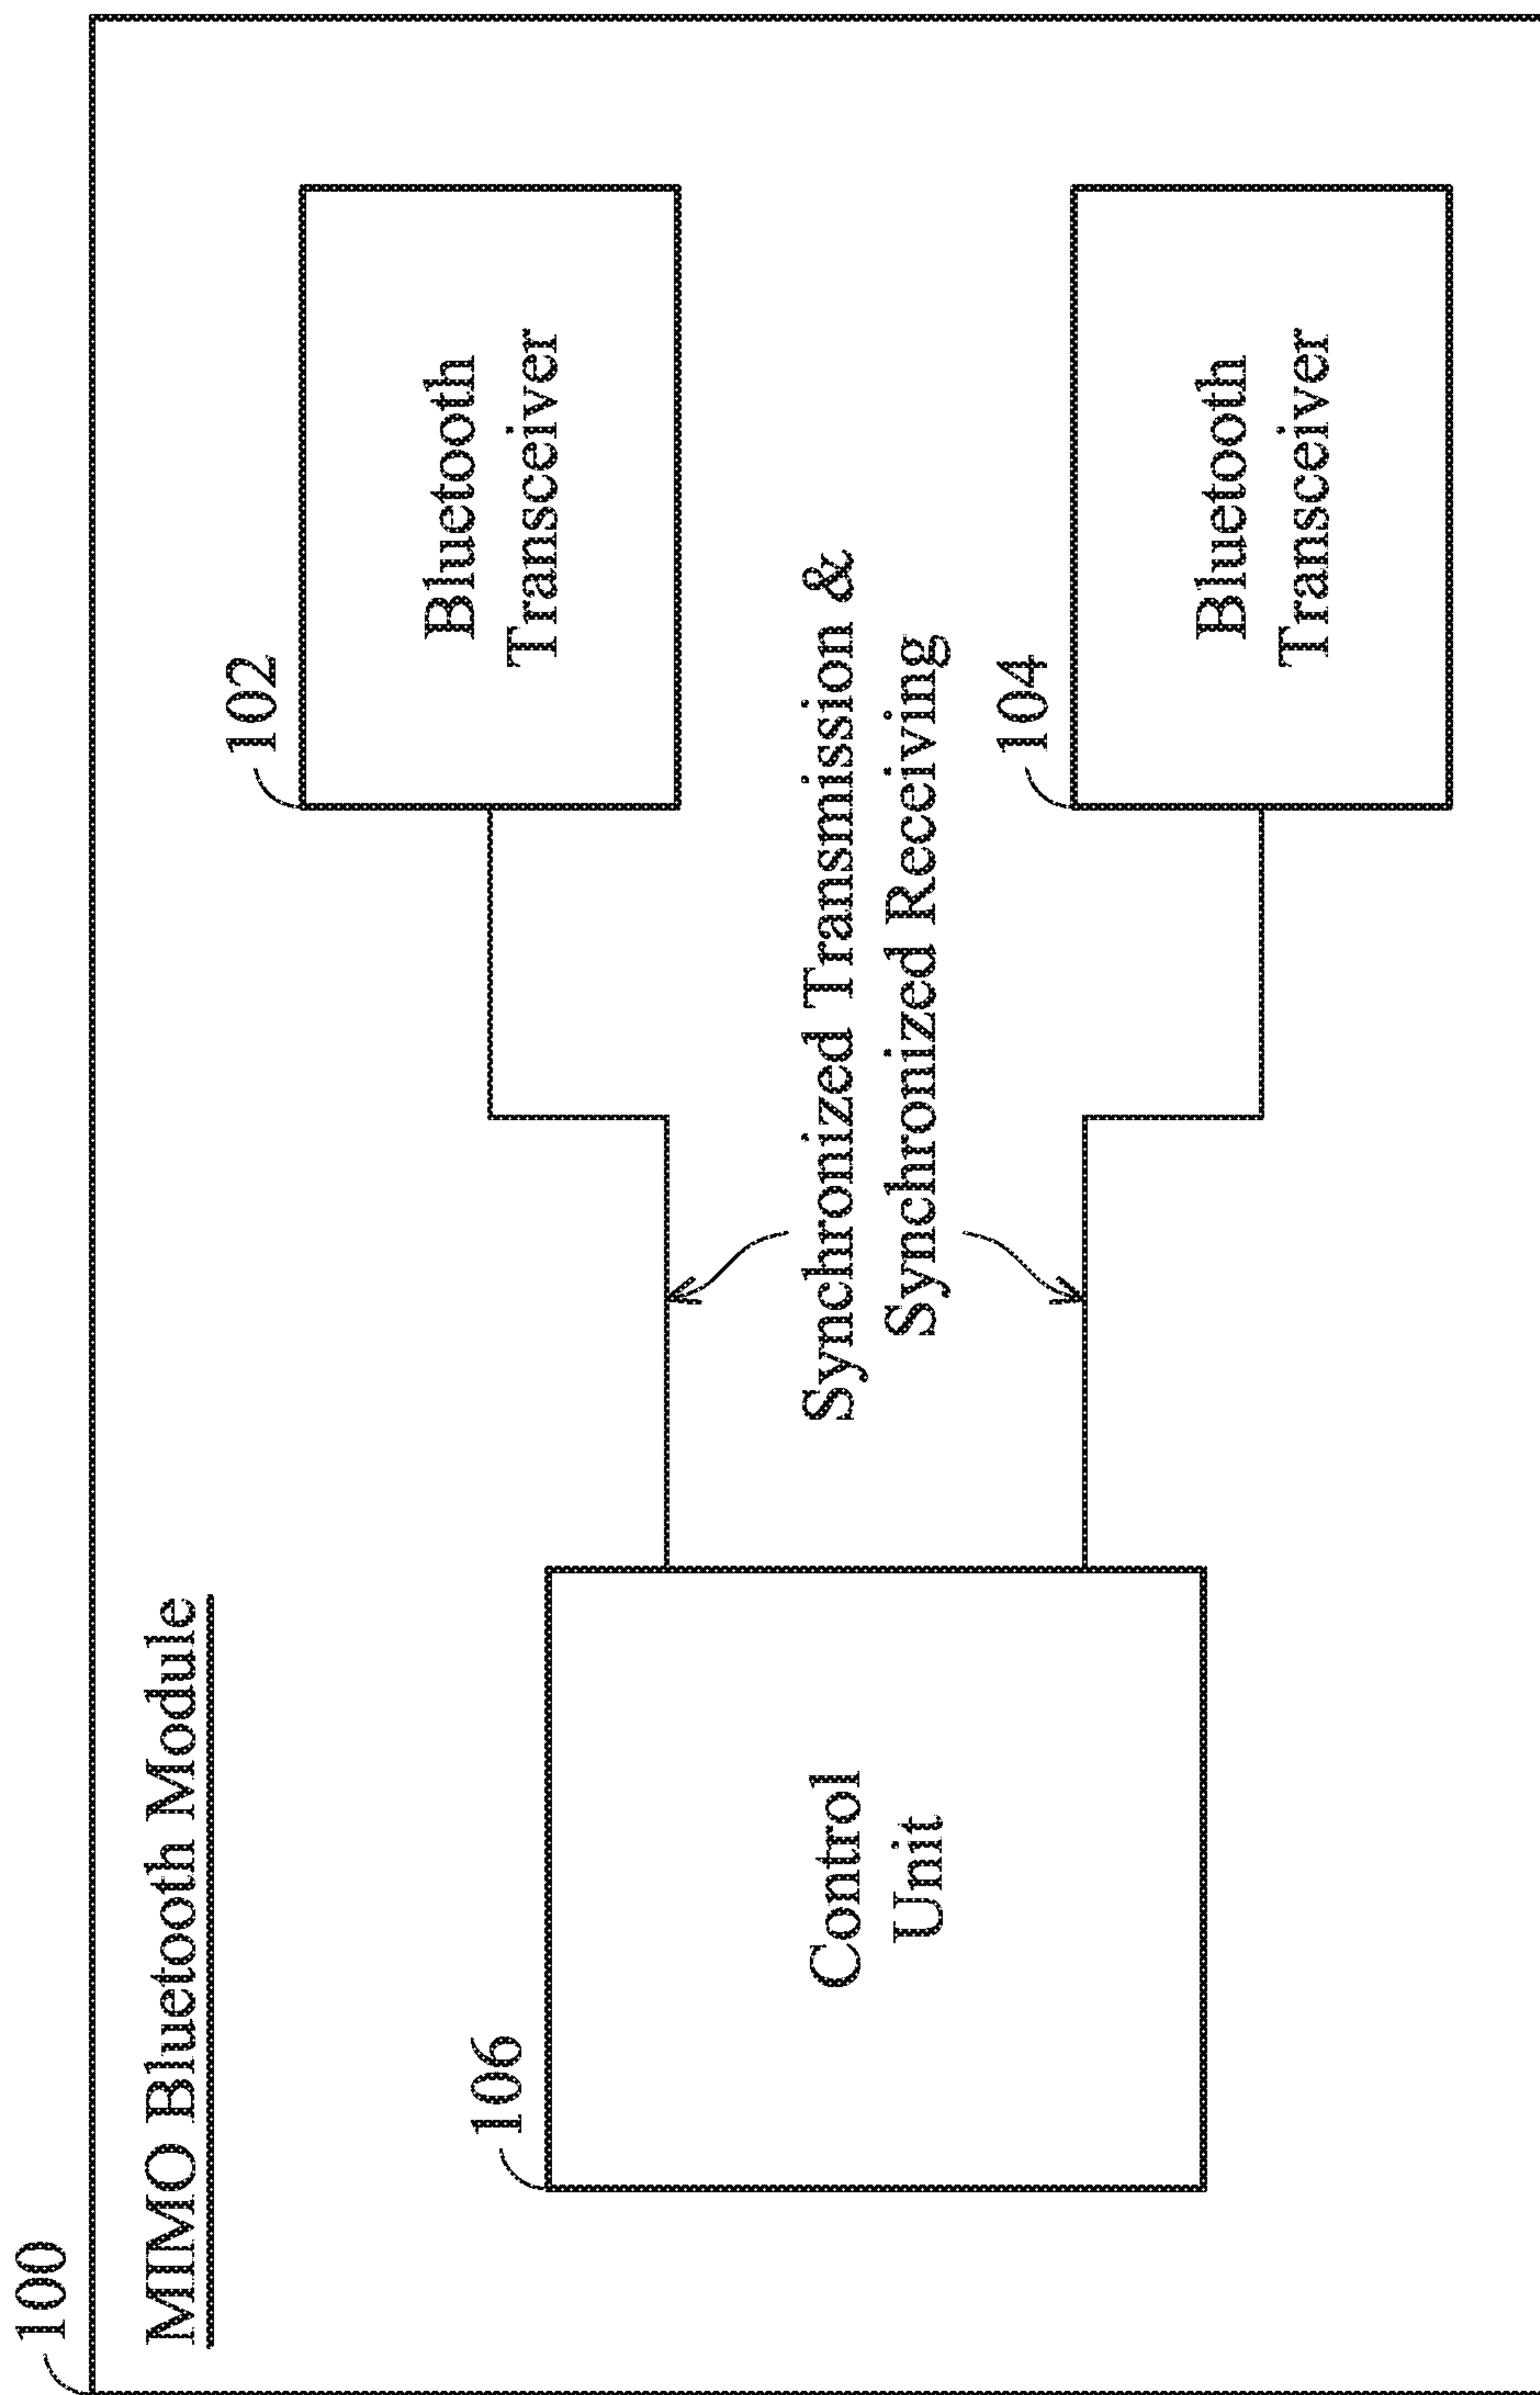 100
MIMO Bluetooth Module
106
Control
Unit
Synchronized Transmission &
Synchronized Receiving
102
Bluetooth
Transceiver
104
Bluetooth
Transceiver